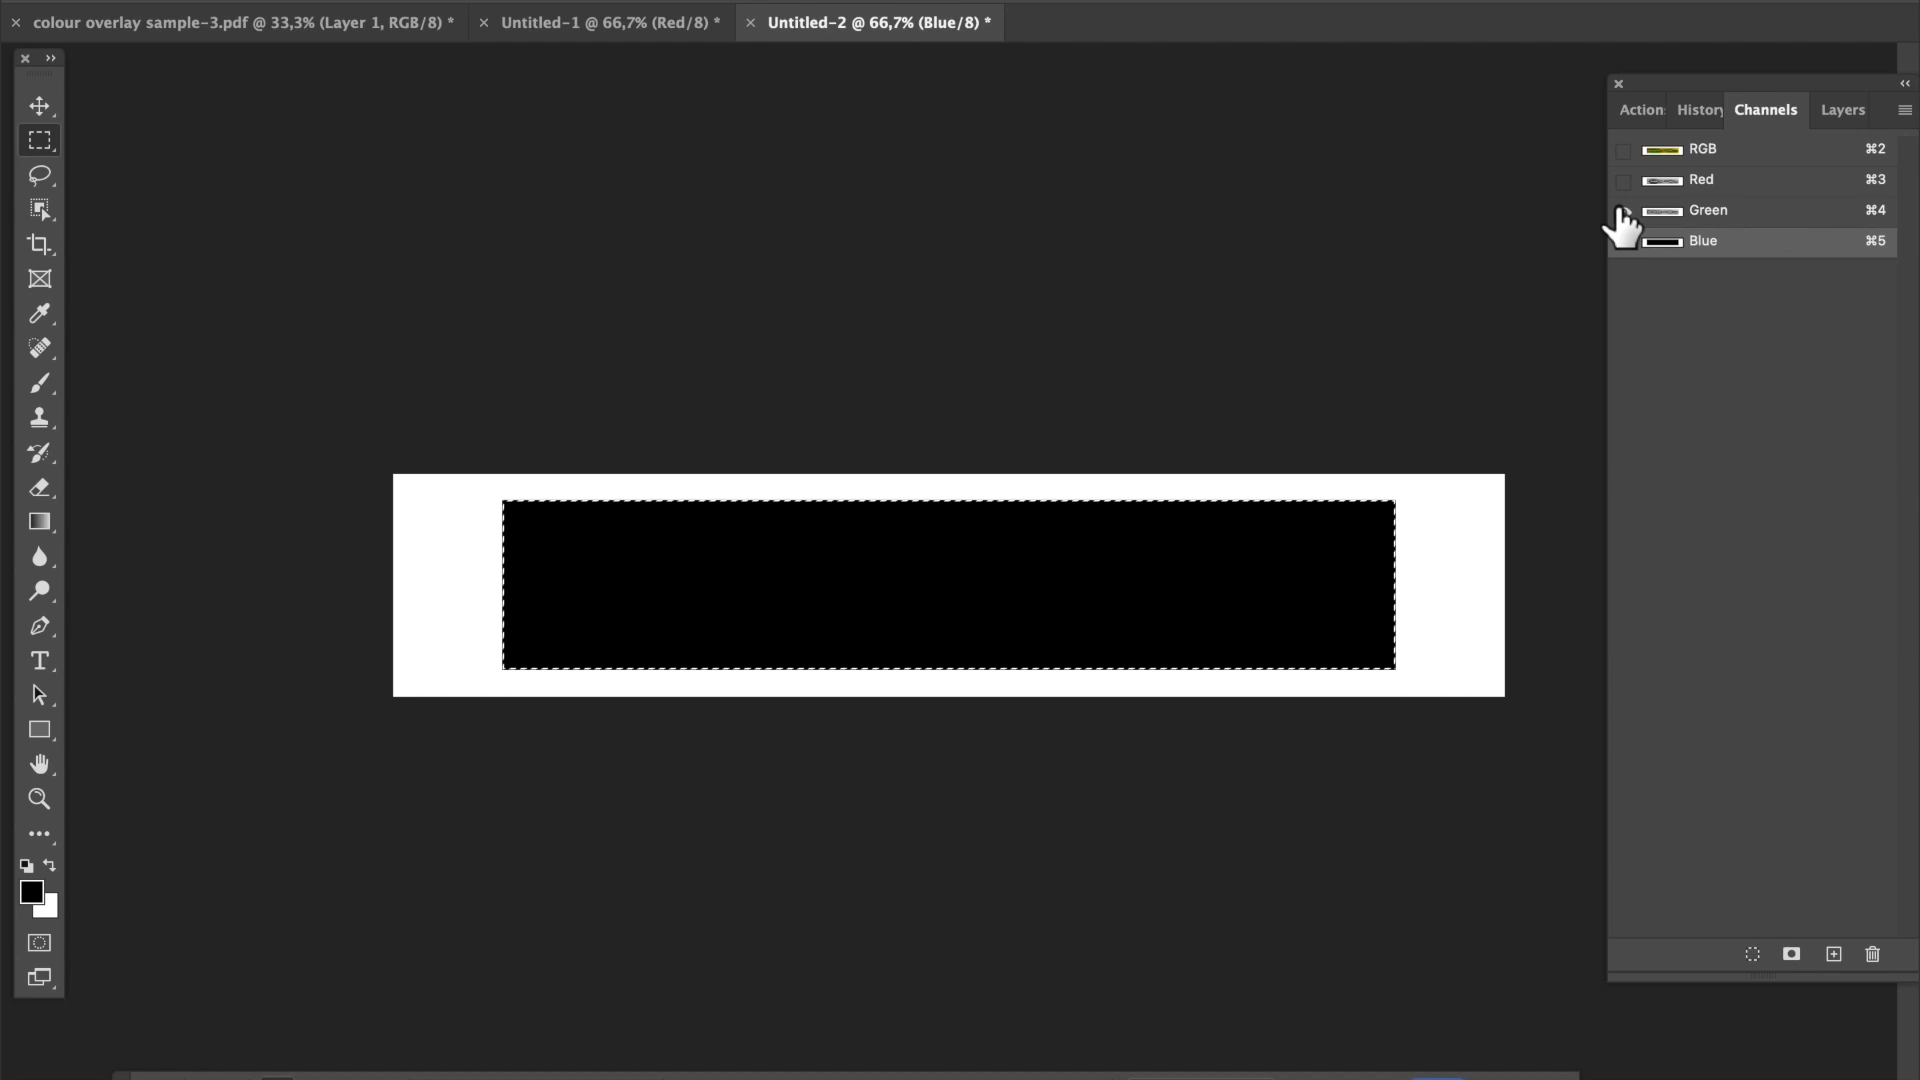 colour overlay sample-3.pdf @ 33,3% (Layer 1, RGB/8) *
Untitled-1 @ 66,7% (Red/8) *
Untitled-2 @ 66,7% (Blue/8) *
Action
History
Channels
Layers
RGB ⌘2
Red ⌘3
Green ⌘4
Blue ⌘5